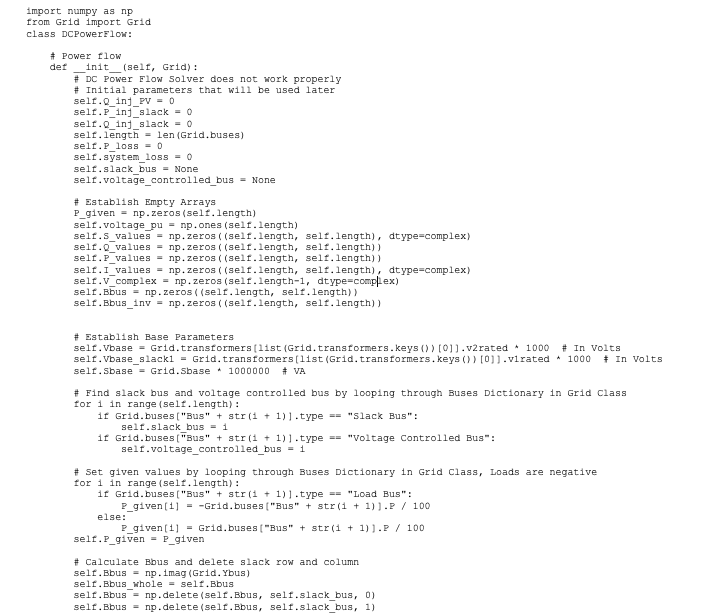 import numpy as np
from Grid import Grid
class DCPowerFlow:
# Power flow
def __init__(self, Grid):
# DC Power Flow Solver does not work properly
# Initial parameters that will be used later
self.Q_inj_PV = 0
self.P_inj_slack = 0
self.Q_inj_slack = 0
self.length = len(Grid.buses)
self.P_loss = 0
self.system_loss = 0
self.slack_bus = None
self.voltage_controlled_bus = None
# Establish Empty Arrays
P_given = np.zeros(self.length)
self.voltage_pu = np.ones(self.length)
self.S_values = np.zeros((self.length, self.length), dtype=complex)
self.Q_values = np.zeros((self.length, self.length))
self.P_values = np.zeros((self.length, self.length))
self.I_values = np.zeros((self.length, self.length), dtype=complex)
self.V_complex = np.zeros(self.length-1, dtype=complex)
self.Bbus = np.zeros((self.length, self.length))
self.Bbus_inv = np.zeros((self.length, self.length))
# Establish Base Parameters
self.Vbase = Grid.transformers[list(Grid.transformers.keys())[0]].v2rated * 1000  # In Volts
self.Vbase_slack1 = Grid.transformers[list(Grid.transformers.keys())[0]].v1rated * 1000  # In Volts
self.Sbase = Grid.Sbase * 1000000  # VA
# Find slack bus and voltage controlled bus by looping through Buses Dictionary in Grid Class
for i in range(self.length):
if Grid.buses["Bus" + str(i + 1)].type == "Slack Bus":
self.slack_bus = i
if Grid.buses["Bus" + str(i + 1)].type == "Voltage Controlled Bus":
self.voltage_controlled_bus = i
# Set given values by looping through Buses Dictionary in Grid Class, Loads are negative
for i in range(self.length):
if Grid.buses["Bus" + str(i + 1)].type == "Load Bus":
P_given[i] = -Grid.buses["Bus" + str(i + 1)].P / 100
else:
P_given[i] = Grid.buses["Bus" + str(i + 1)].P / 100
self.P_given = P_given
# Calculate Bbus and delete slack row and column
self.Bbus = np.imag(Grid.Ybus)
self.Bbus_whole = self.Bbus
self.Bbus = np.delete(self.Bbus, self.slack_bus, 0)
self.Bbus = np.delete(self.Bbus, self.slack_bus, 1)